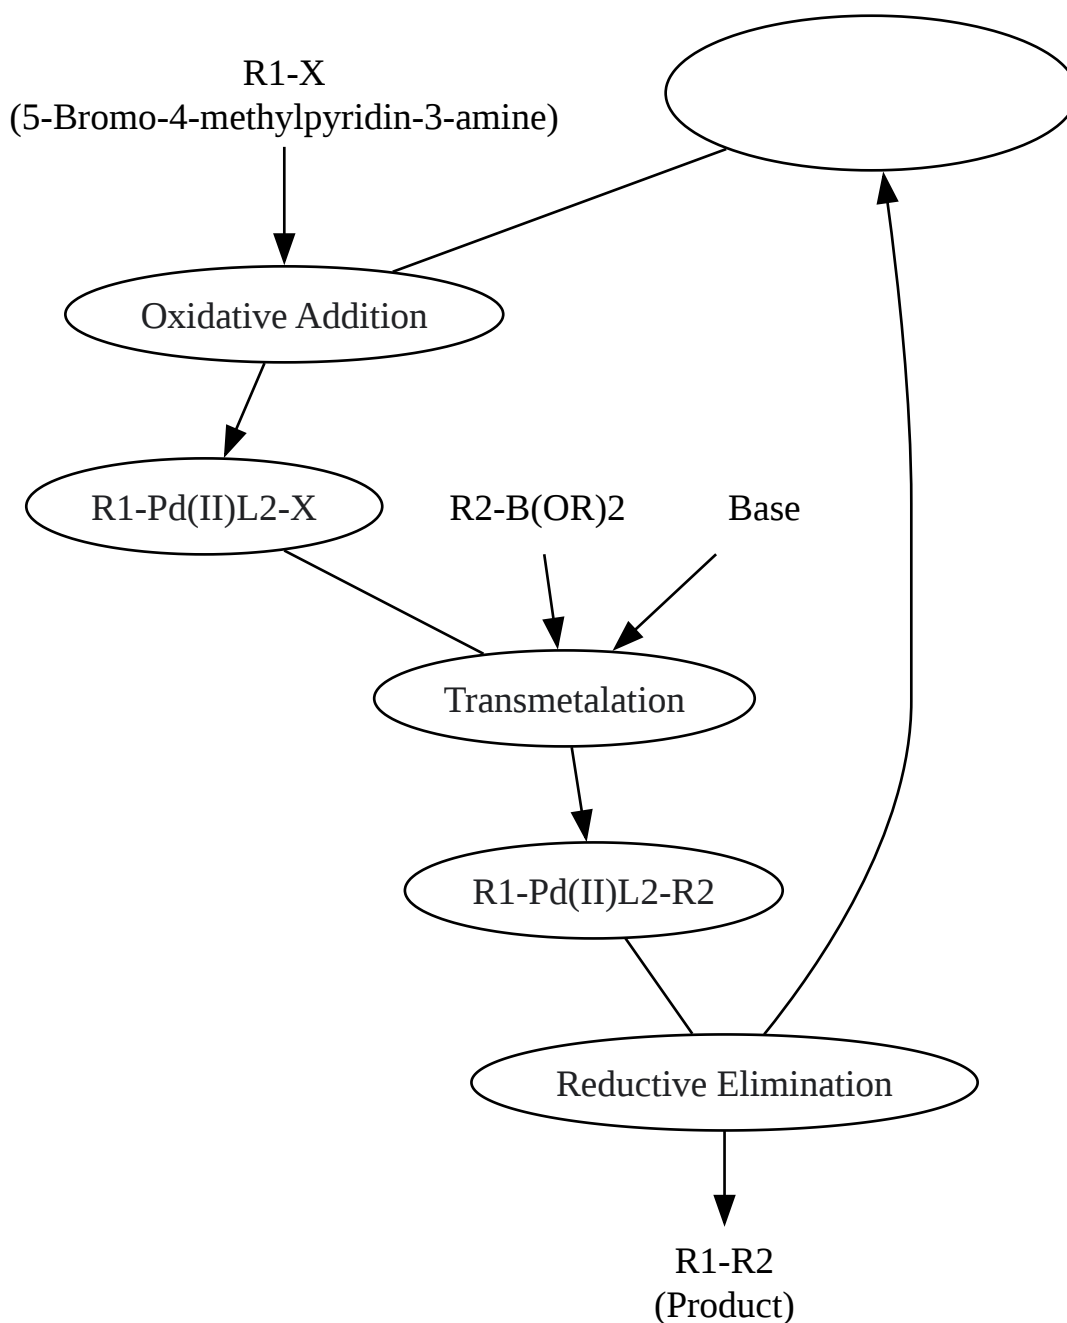 R1-X
(5-Bromo-4-methylpyridin-3-amine)
Oxidative Addition
R1-Pd(II)L2-X
R2-B(OR)2
Base
Transmetalation
R1-Pd(II)L2-R2
Reductive Elimination
R1-R2
(Product)